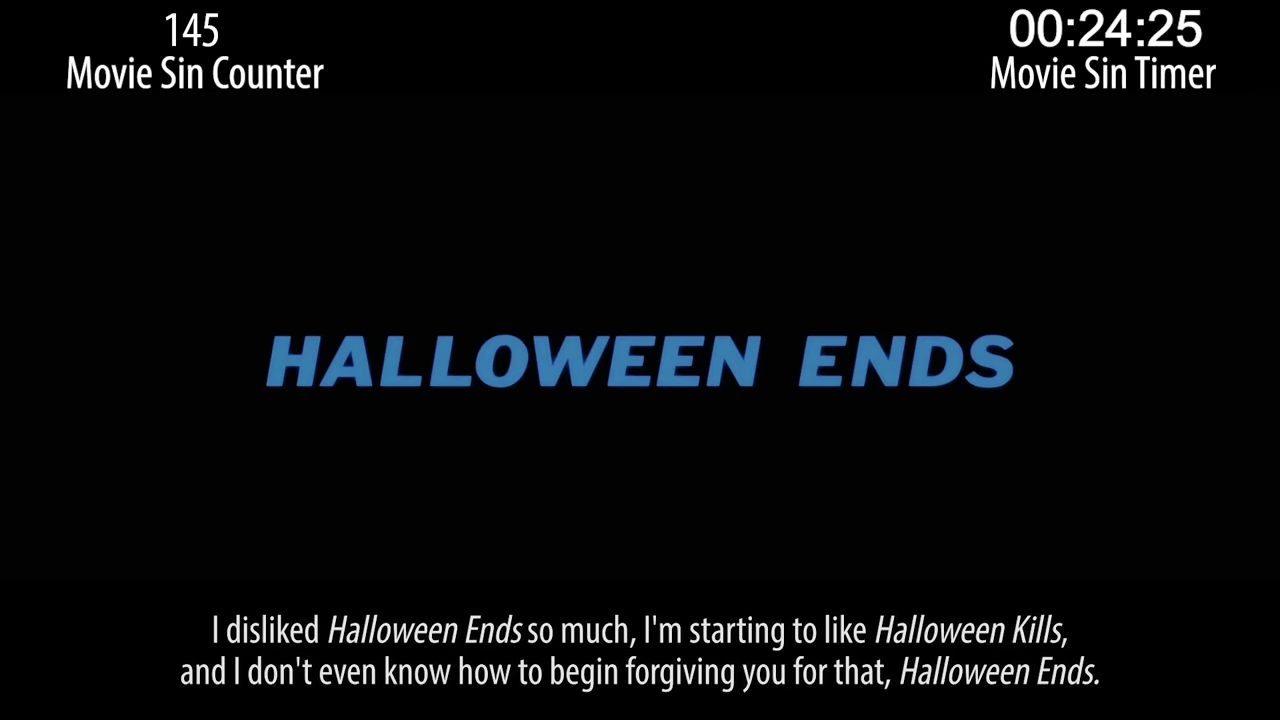 145
Movie Sin Counter
00:24:25
Movie Sin Timer
HALLOWEEN ENDS
I disliked Halloween Ends so much, I'm starting to like Halloween Kills,
and I don't even know how to begin forgiving you for that, Halloween Ends.